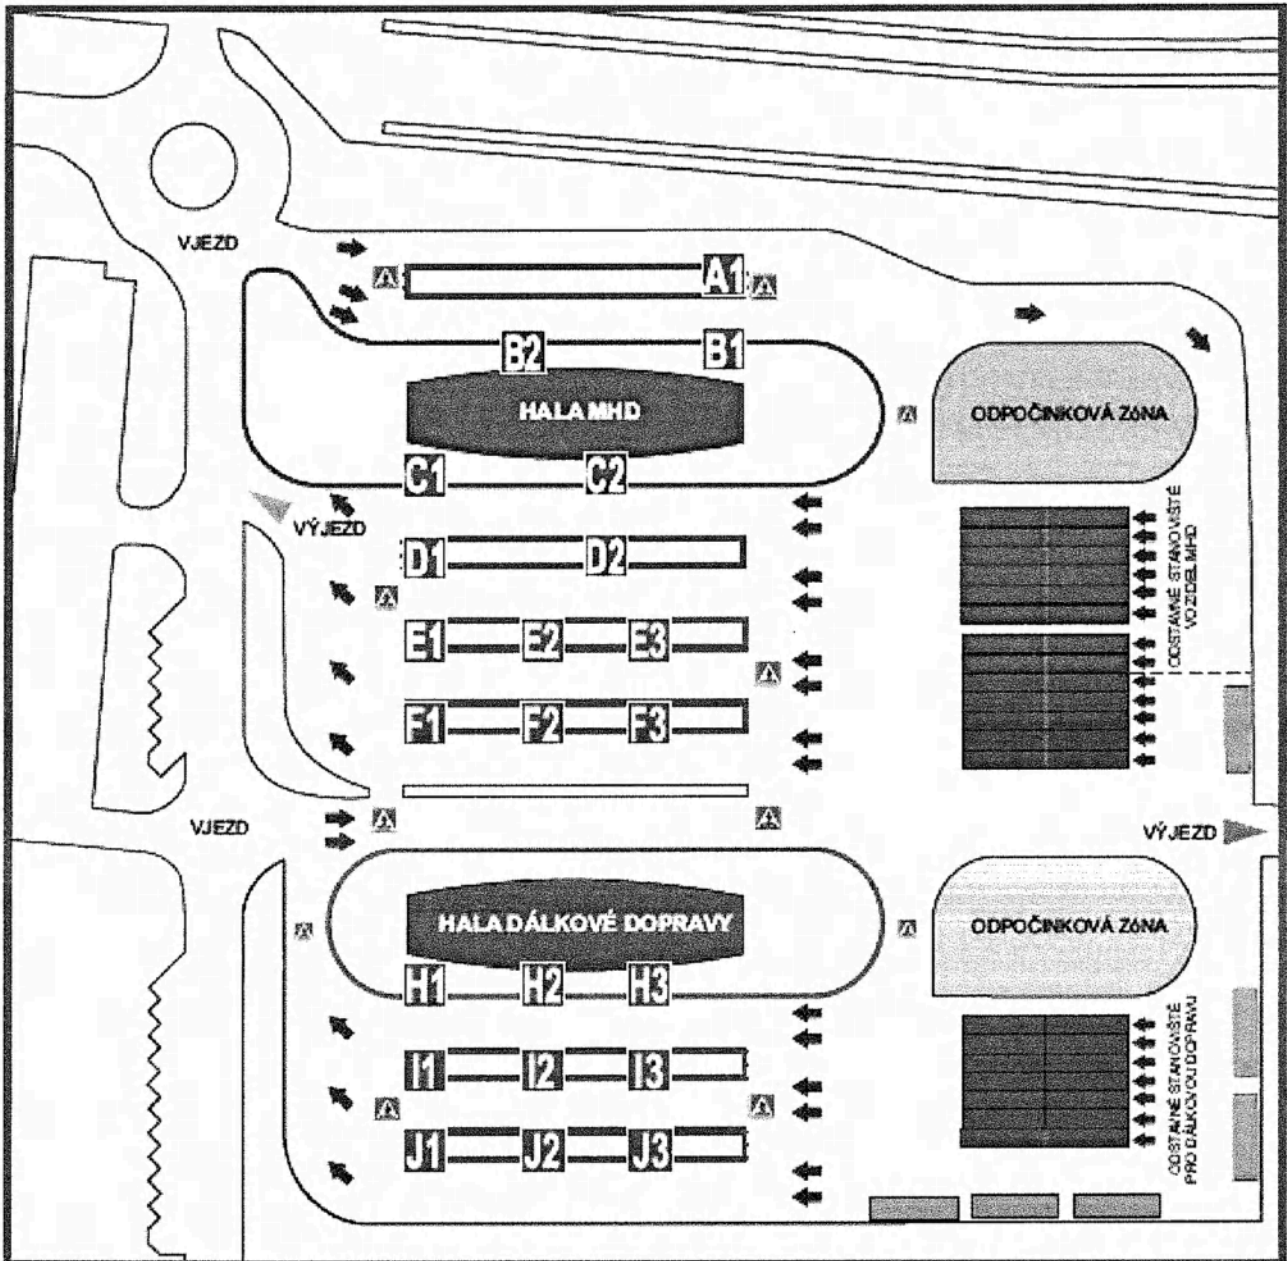 VJEZD
A1
B2
B1
HALA MHD
ODPOČINKOVÁ ZóNA
C1
C2
VÝJEZD
ODSTAVNÉ STANOVIŠTĚ
VOZIDEL MHD
D1
D2
E1
E2
E3
F1
F2
F3
VJEZD
VÝJEZD
HALA DÁLKOVÉ DOPRAVY
ODPOČINKOVÁ ZóNA
H1
H2
H3
ODSTAVNÉ STANOVIŠTĚ
PRO DÁLKOVOU DOPRAVU
I1
I2
I3
J1
J2
J3